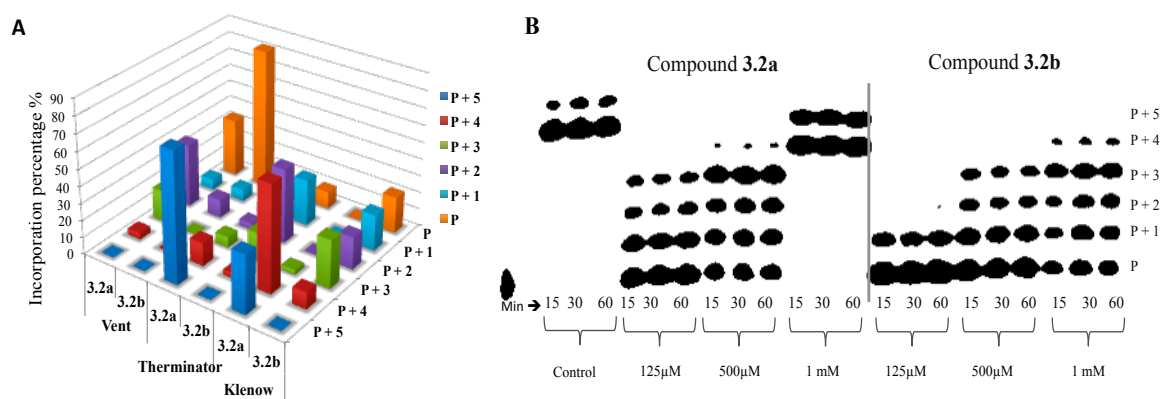 A
Incorporation percentage %
90
80
70
60
50
40
30
20
10
0
3.2a
3.2b
3.2a
3.2b
3.2a
3.2b
Vent
Therminator
Klenow
P
P + 1
P + 2
P + 3
P + 4
P + 5
P + 5
P + 4
P + 3
P + 2
P + 1
P
B
Compound 3.2a
Compound 3.2b
P + 5
P + 4
P + 3
P + 2
P + 1
P
Min 15 30 60 15 30 60 15 30 60 15 30 60 15 30 60 15 30 60 15 30 60
Control 125μM 500μM 1 mM 125μM 500μM 1 mM